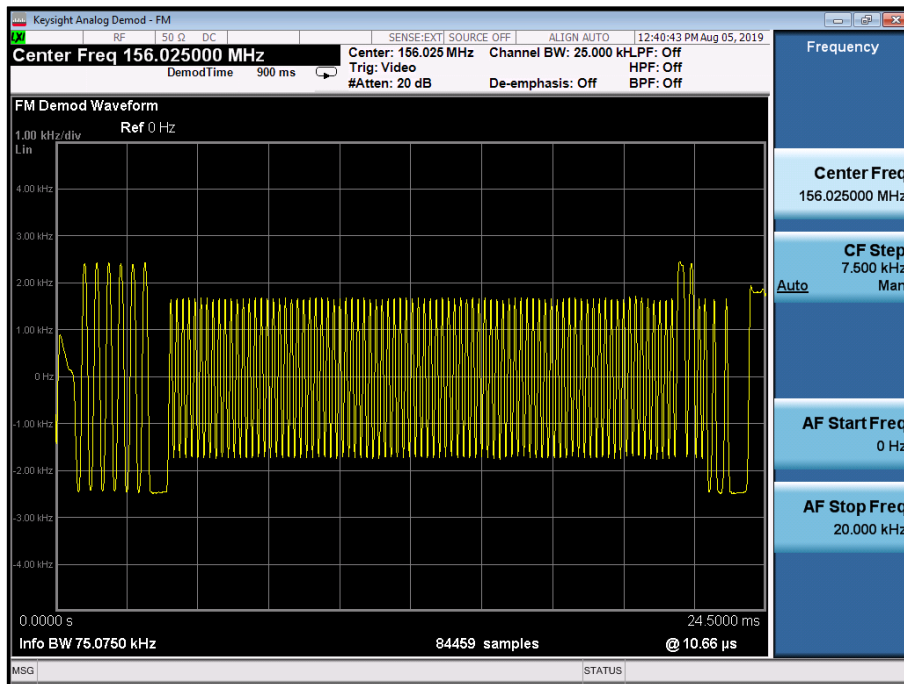 Keysight Analog Demod - FM
LXI RF 50 Ω DC SENSE:EXT SOURCE OFF ALIGN AUTO 12:40:43 PM Aug 05, 2019
Center Freq 156.025000 MHz
DemodTime 900 ms
Center: 156.025 MHz Channel BW: 25.000 kH LPF: Off
Trig: Video HPF: Off
#Atten: 20 dB De-emphasis: Off BPF: Off
Frequency
FM Demod Waveform
1.00 kHz/div Ref 0 Hz
Lin
4.00 kHz
3.00 kHz
2.00 kHz
1.00 kHz
0 Hz
-1.00 kHz
-2.00 kHz
-3.00 kHz
-4.00 kHz
0.0000 s 24.5000 ms
Info BW 75.0750 kHz 84459 samples @ 10.66 µs
Center Freq
156.025000 MHz
CF Step
7.500 kHz
Auto Man
AF Start Freq
0 Hz
AF Stop Freq
20.000 kHz
MSG STATUS